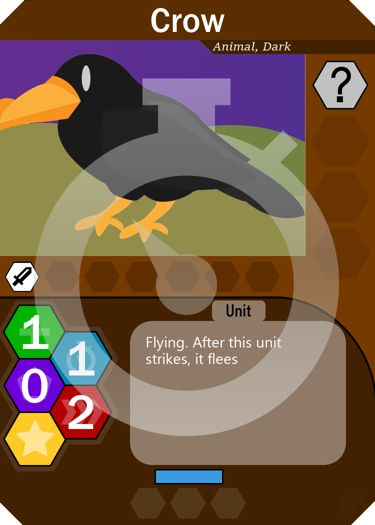 Crow
Animal, Dark
?
Unit
1
1
0
2
Flying. After this unit
strikes, it flees